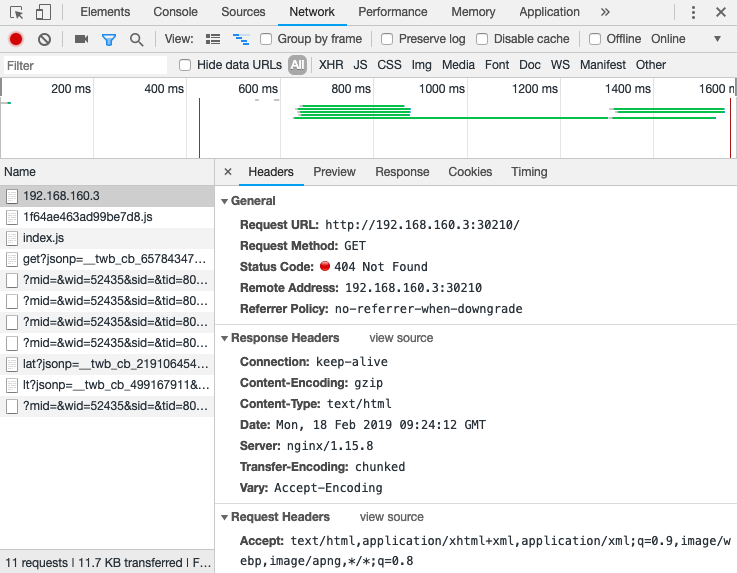 Elements Console Sources Network Performance Memory Application »
View: Group by frame Preserve log Disable cache Offline Online
Filter Hide data URLs All XHR JS CSS Img Media Font Doc WS Manifest Other
200 ms 400 ms 600 ms 800 ms 1000 ms 1200 ms 1400 ms 1600 n
Name
192.168.160.3
1f64ae463ad99be7d8.js
index.js
get?jsonp=__twb_cb_65784347...
?mid=&wid=52435&sid=&tid=80...
?mid=&wid=52435&sid=&tid=80...
?mid=&wid=52435&sid=&tid=80...
?mid=&wid=52435&sid=&tid=80...
lat?jsonp=__twb_cb_219106454...
lt?jsonp=__twb_cb_499167911&...
?mid=&wid=52435&sid=&tid=80...
11 requests | 11.7 KB transferred | F...
× Headers Preview Response Cookies Timing
General
Request URL: http://192.168.160.3:30210/
Request Method: GET
Status Code: 404 Not Found
Remote Address: 192.168.160.3:30210
Referrer Policy: no-referrer-when-downgrade
Response Headers view source
Connection: keep-alive
Content-Encoding: gzip
Content-Type: text/html
Date: Mon, 18 Feb 2019 09:24:12 GMT
Server: nginx/1.15.8
Transfer-Encoding: chunked
Vary: Accept-Encoding
Request Headers view source
Accept: text/html,application/xhtml+xml,application/xml;q=0.9,image/w
ebp,image/apng,*/*;q=0.8